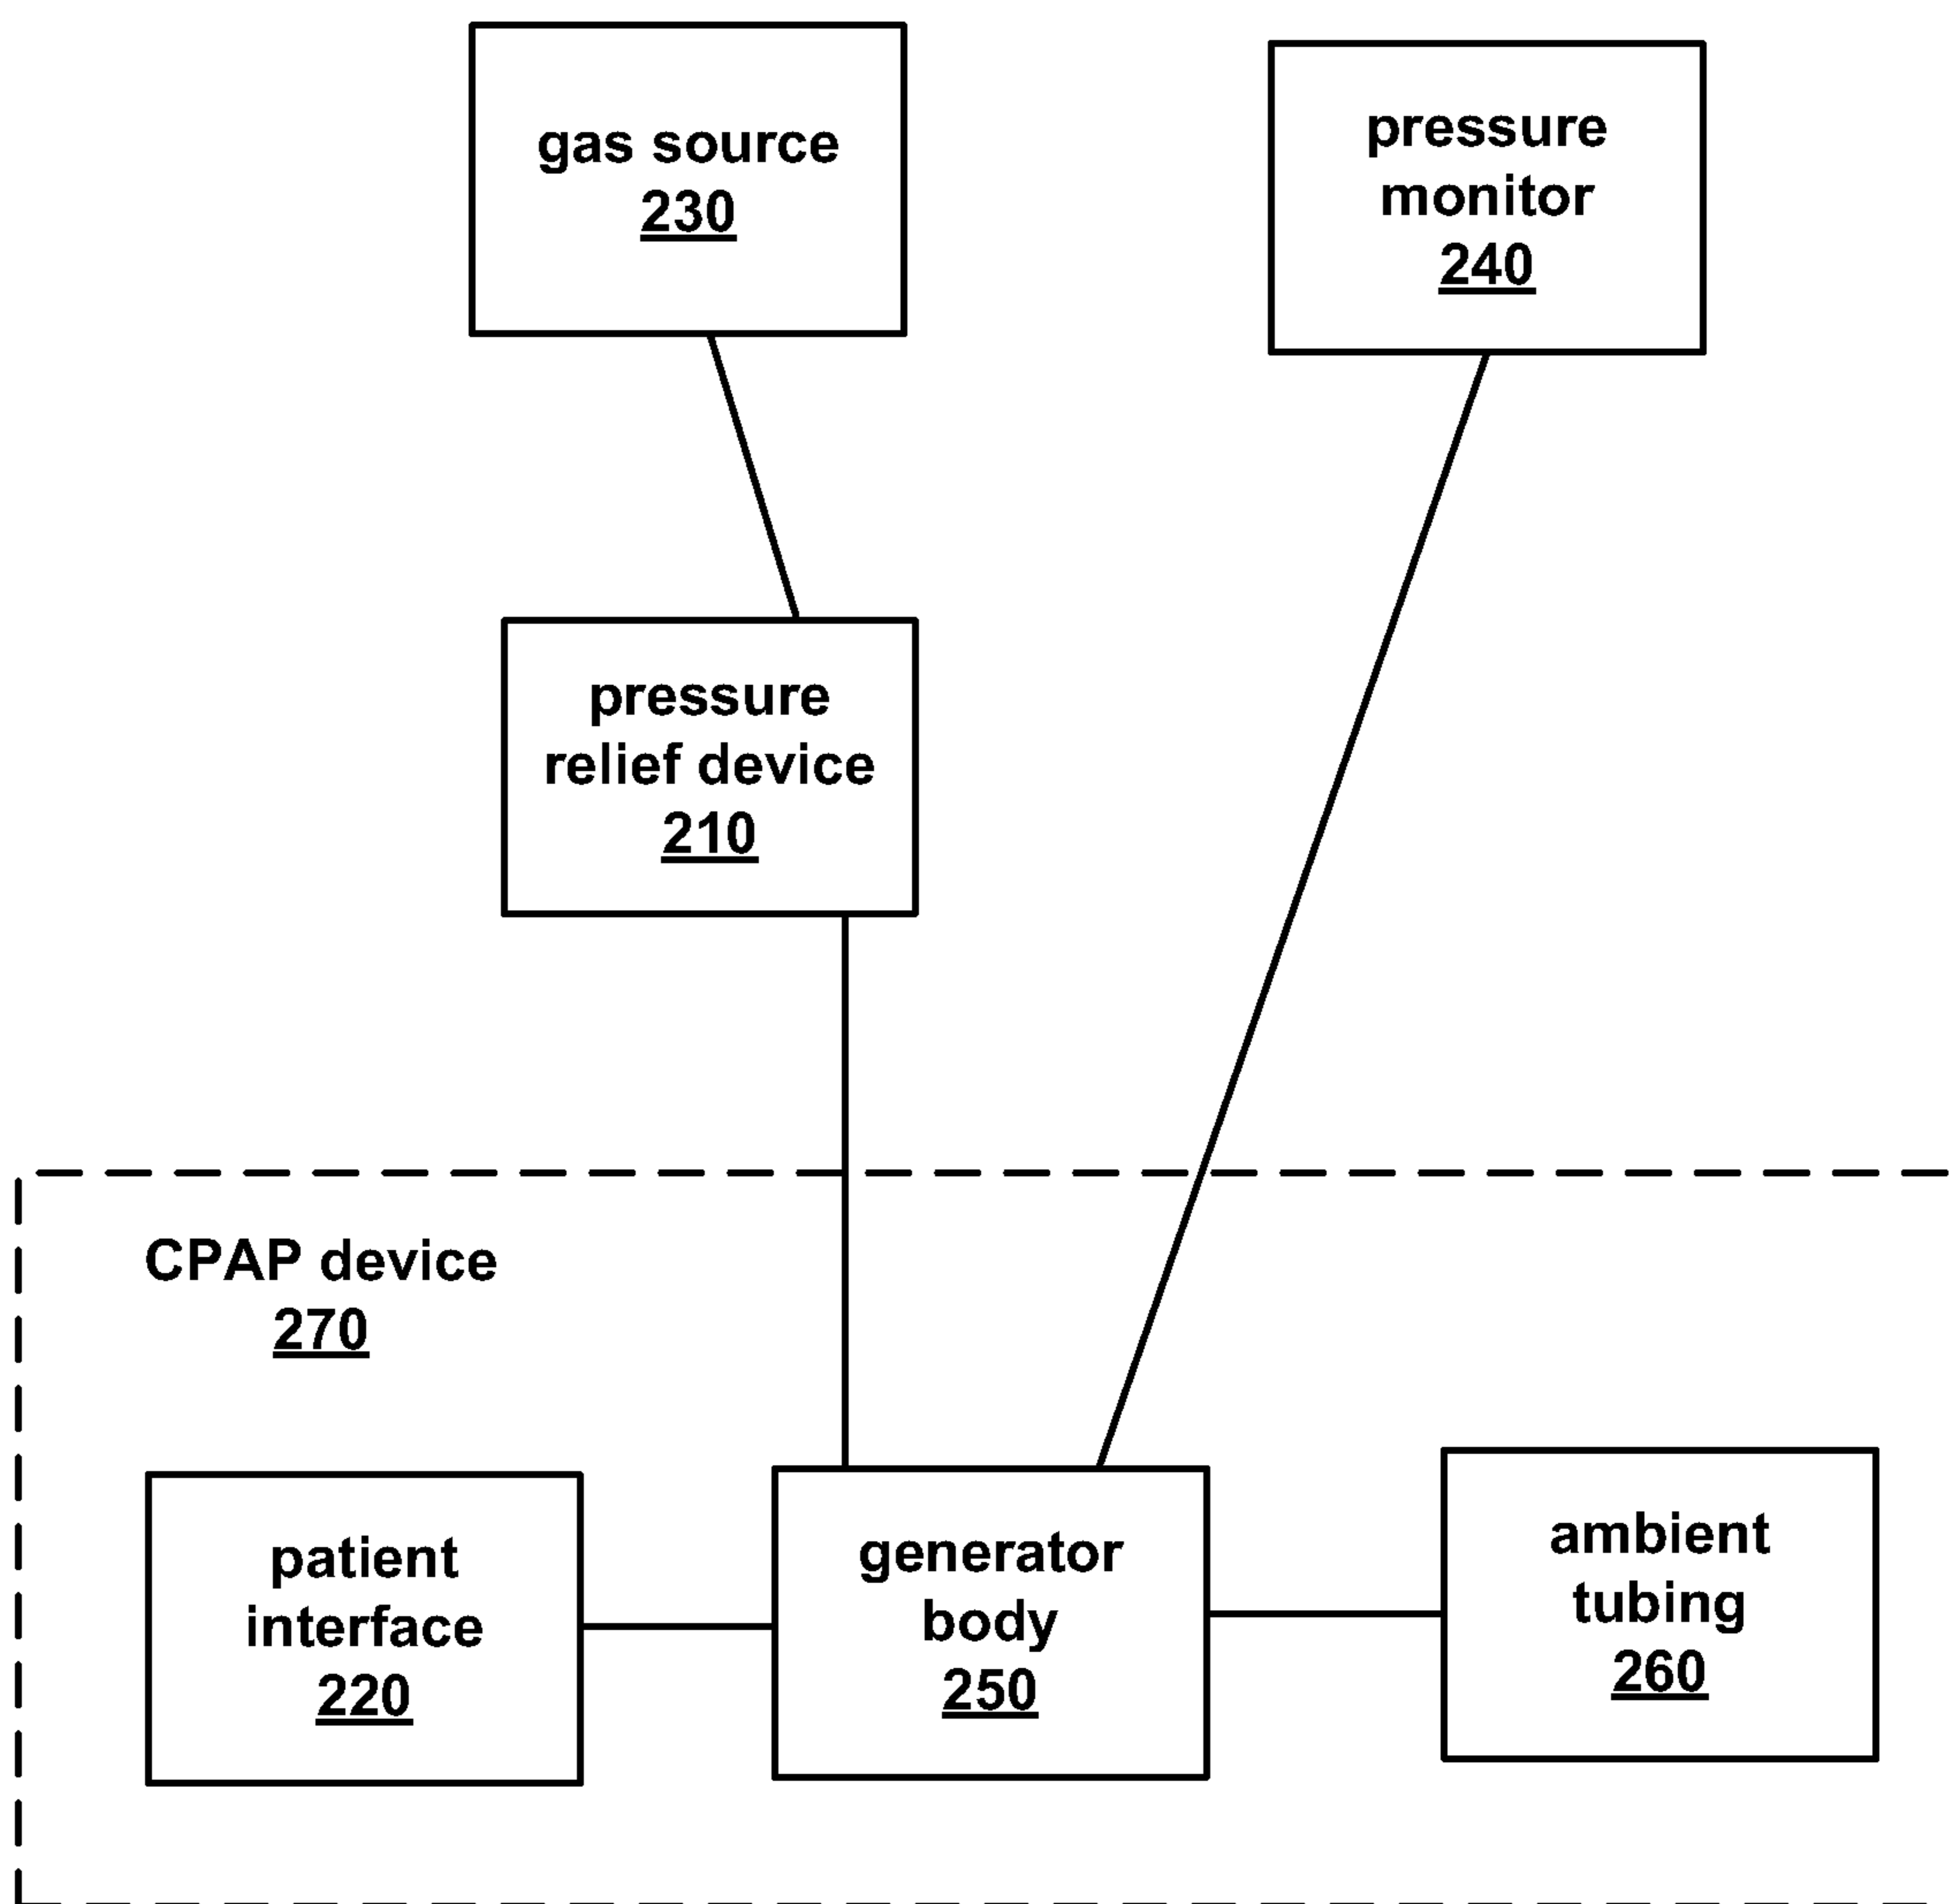 gas source
230
pressure
monitor
240
pressure
relief device
210
CPAP device
270
patient
interface
220
generator
body
250
ambient
tubing
260